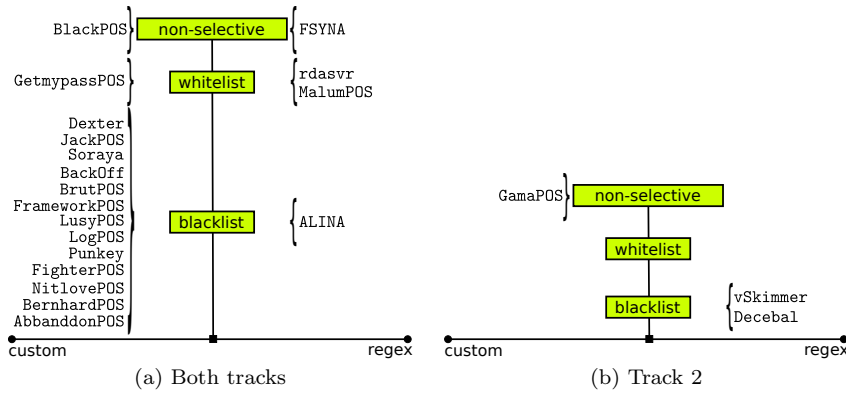 BlackPOS non-selective FSYNA
GetmypassPOS whitelist rdasvr
MalumPOS
Dexter
JackPOS
Soraya
BackOff
BrutPOS
FrameworkPOS
LusyPOS blacklist ALINA
LogPOS
Punkey
FighterPOS
NitlovePOS
BernhardPOS
AbbanddonPOS
custom regex
(a) Both tracks
GamaPOS non-selective
whitelist
blacklist vSkimmer
Decebal
custom regex
(b) Track 2